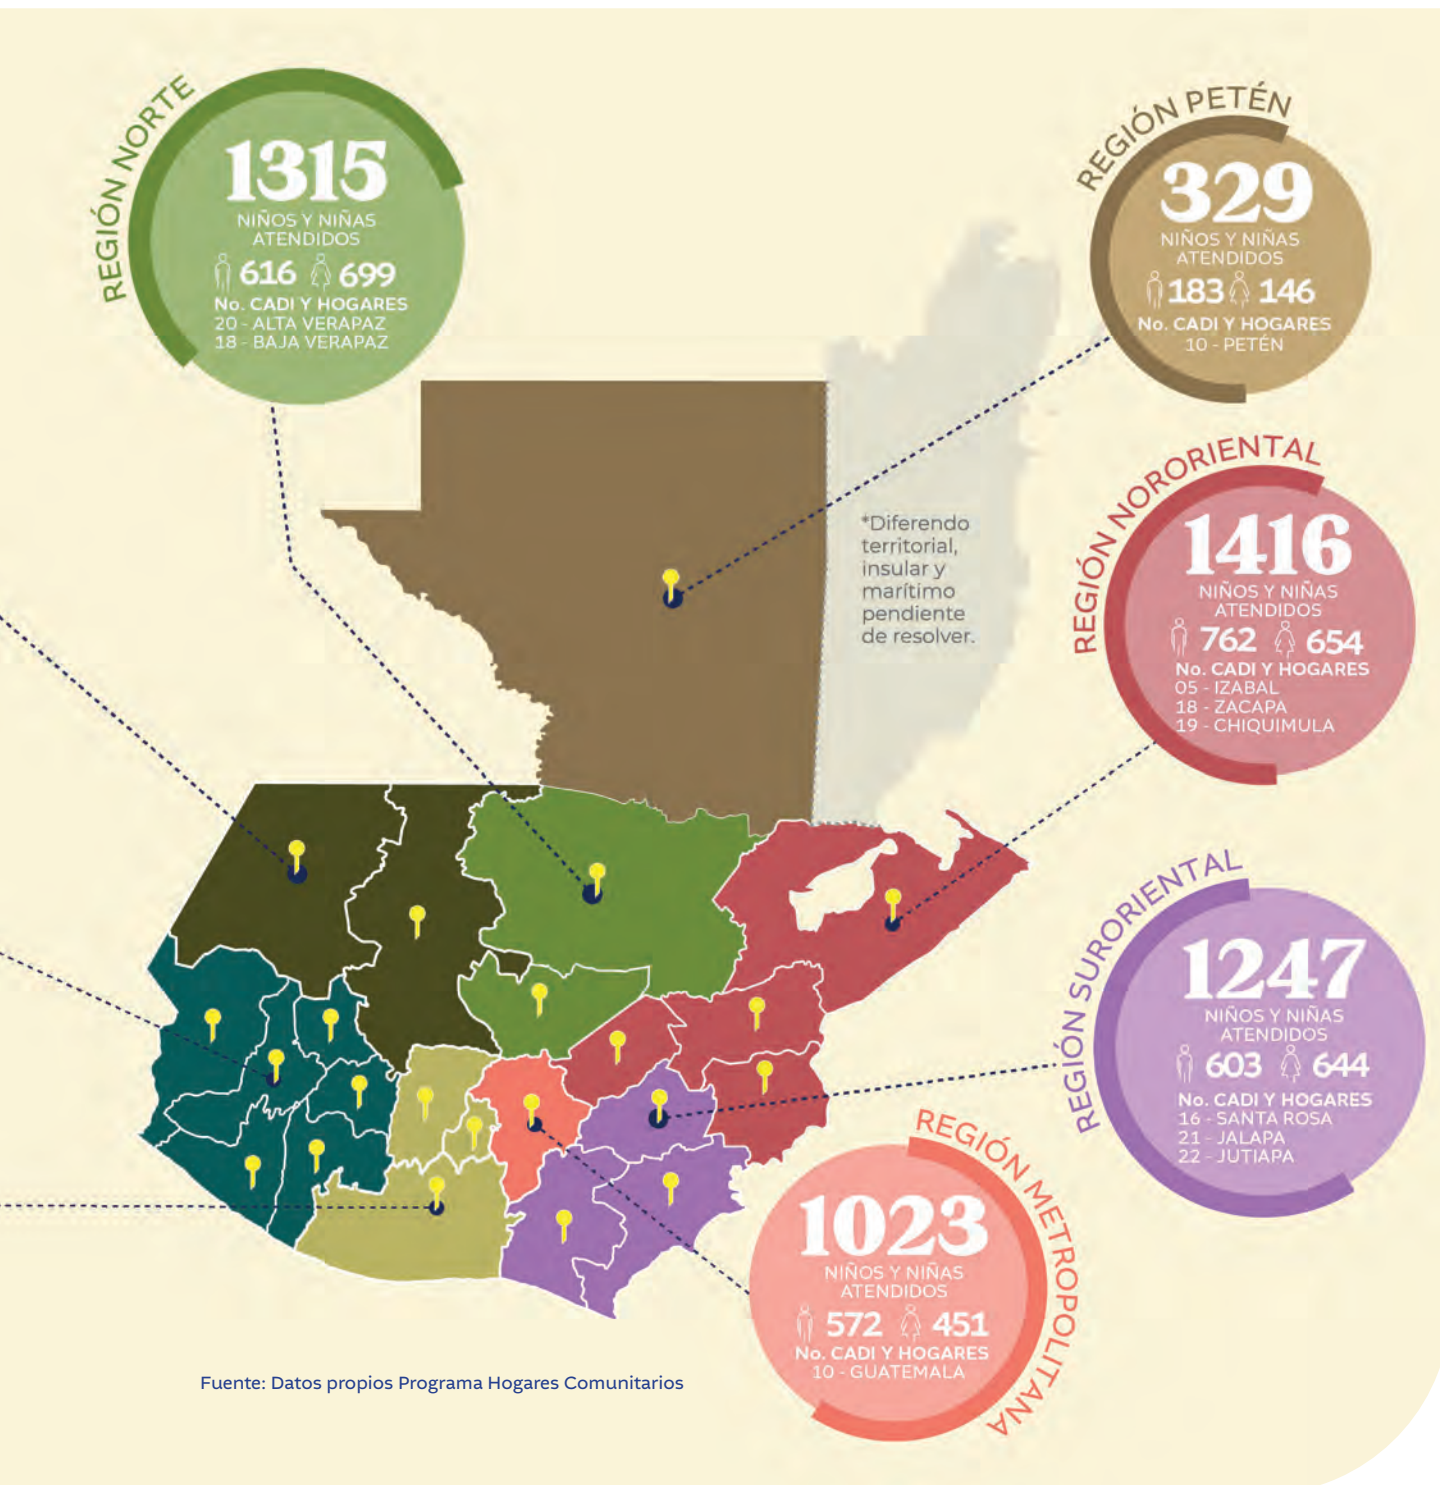 REGIÓN NORTE
1315
NIÑOS Y NIÑAS
ATENDIDOS
616 699
No. CADI Y HOGARES
20 - ALTA VERAPAZ
18 - BAJA VERAPAZ
REGIÓN PETÉN
329
NIÑOS Y NIÑAS
ATENDIDOS
183 146
No. CADI Y HOGARES
10 - PETÉN
*Diferendo
territorial,
insular y
marítimo
pendiente
de resolver.
REGIÓN NORORIENTAL
1416
NIÑOS Y NIÑAS
ATENDIDOS
762 654
No. CADI Y HOGARES
05 - IZABAL
18 - ZACAPA
19 - CHIQUIMULA
REGIÓN SURORIENTAL
1247
NIÑOS Y NIÑAS
ATENDIDOS
603 644
No. CADI Y HOGARES
16 - SANTA ROSA
21 - JALAPA
22 - JUTIAPA
REGIÓN METROPOLITANA
1023
NIÑOS Y NIÑAS
ATENDIDOS
572 451
No. CADI Y HOGARES
10 - GUATEMALA
Fuente: Datos propios Programa Hogares Comunitarios